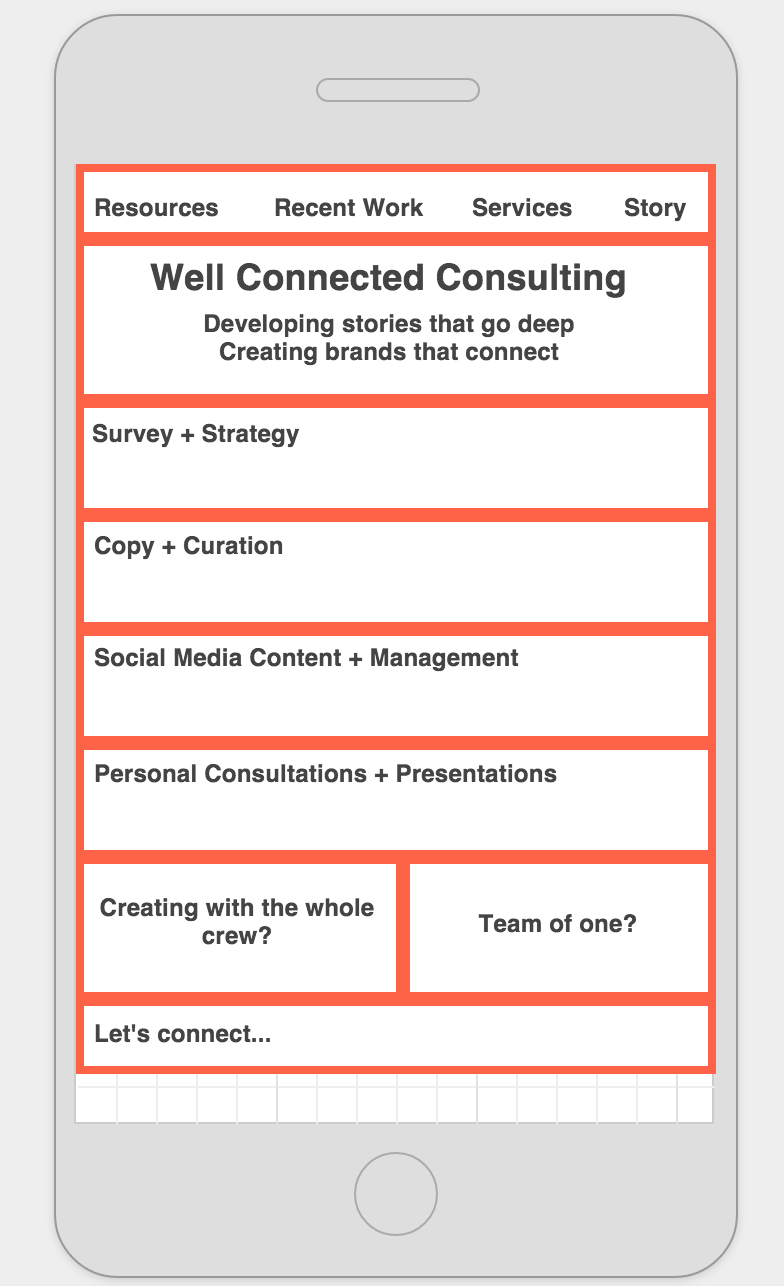 Resources Recent Work Services Story
Well Connected Consulting
Developing stories that go deep
Creating brands that connect
Survey + Strategy
Copy + Curation
Social Media Content + Management
Personal Consultations + Presentations
Creating with the whole
crew?
Team of one?
Let's connect...